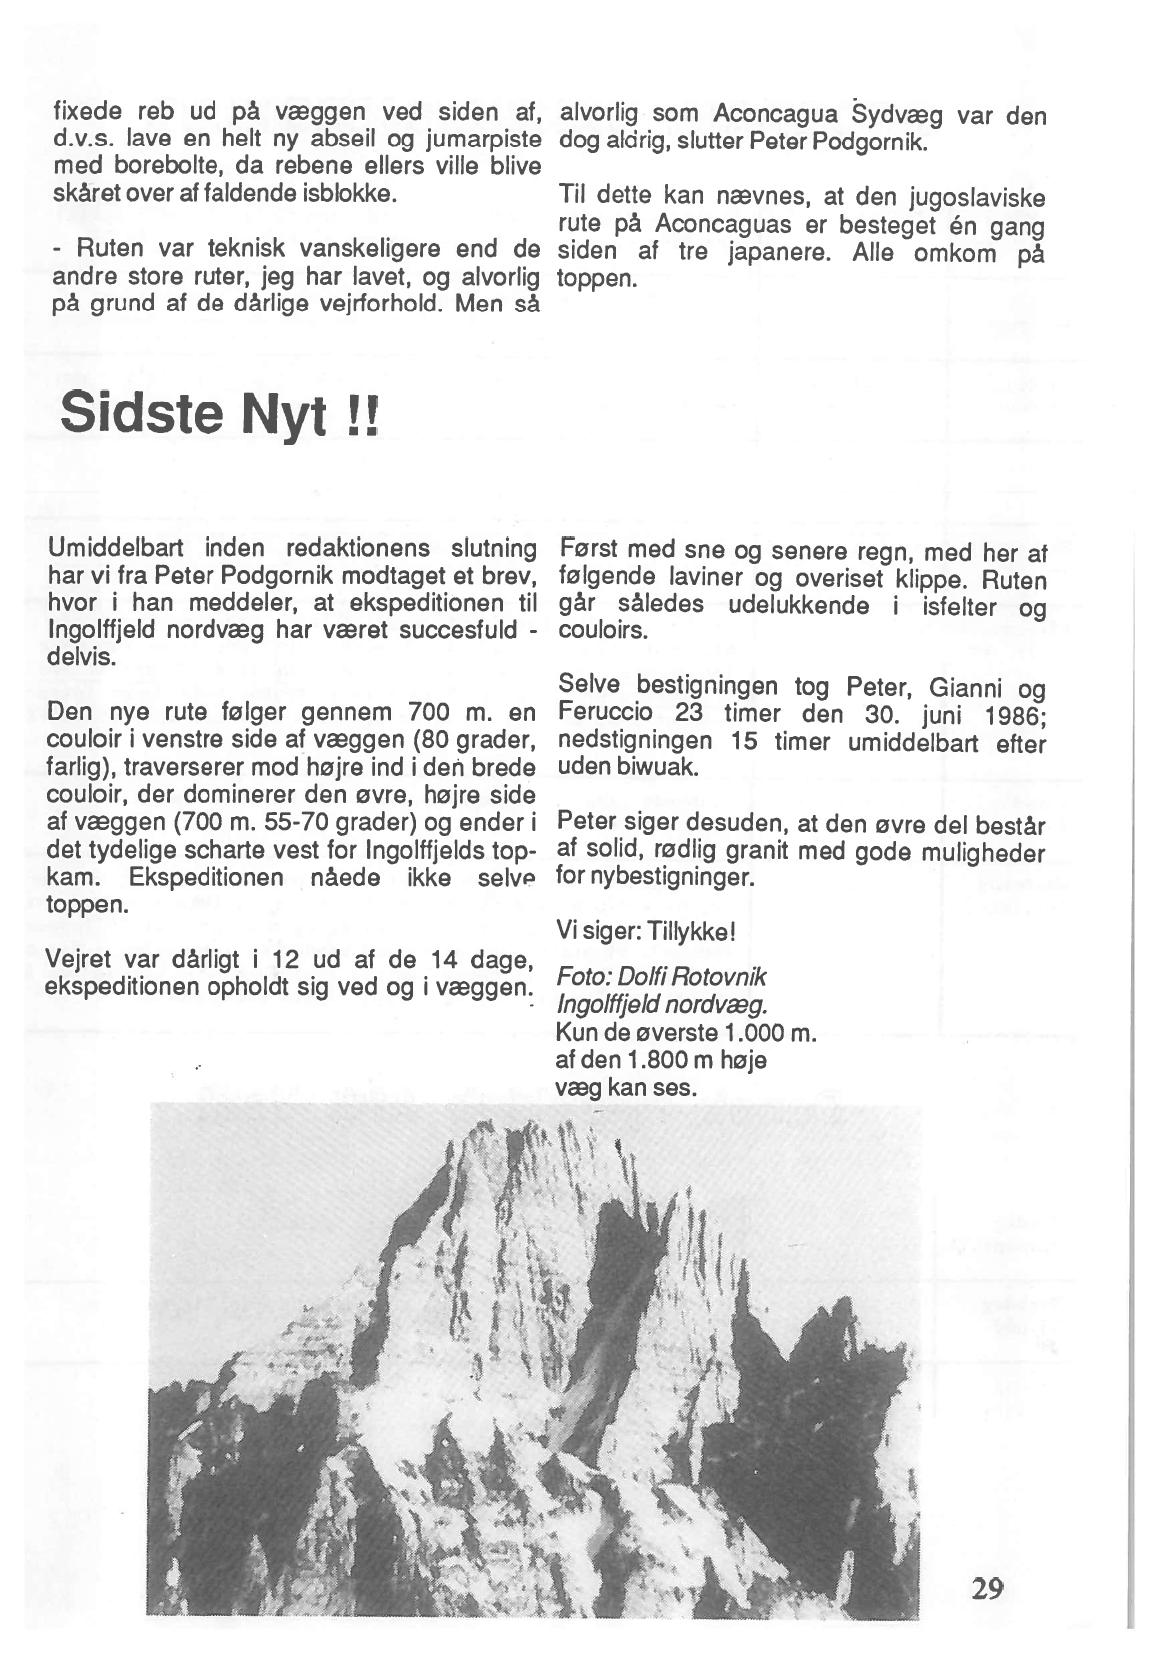 fixede reb ud på væggen ved siden af,
d.v.s. lave en helt ny abseil og jumarpiste
med borebolte, da rebene ellers ville blive
skåret over af faldende isblokke.
- Ruten var teknisk vanskeligere end de
andre store ruter, jeg har lavet, og alvorlig
på grund af de dårlige vejrforhold. Men så
alvorlig som Aconcagua Sydvæg var den
dog aldrig, slutter Peter Podgornik.
Til dette kan nævnes, at den jugoslaviske
rute på Aconcaguas er besteget én gang
siden af tre japanere. Alle omkom på
toppen.
Sidste Nyt !!
Umiddelbart inden redaktionens slutning
har vi fra Peter Podgornik modtaget et brev,
hvor i han meddeler, at ekspeditionen til
Ingolffjeld nordvæg har været succesfuld -
delvis.
Den nye rute følger gennem 700 m. en
couloir i venstre side af væggen (80 grader,
farlig), traverserer mod højre ind i den brede
couloir, der dominerer den øvre, højre side
af væggen (700 m. 55-70 grader) og ender i
det tydelige scharte vest for Ingolffjelds top-
kam. Ekspeditionen nåede ikke selve
toppen.
Vejret var dårligt i 12 ud af de 14 dage,
ekspeditionen opholdt sig ved og i væggen.
Først med sne og senere regn, med her af
følgende laviner og overiset klippe. Ruten
går således udelukkende i isfelter og
couloirs.
Selve bestigningen tog Peter, Gianni og
Feruccio 23 timer den 30. juni 1986;
nedstigningen 15 timer umiddelbart efter
uden biwuak.
Peter siger desuden, at den øvre del består
af solid, rødlig granit med gode muligheder
for nybestigninger.
Vi siger: Tillykke!
Foto: Dolfi Rotovnik
Ingolffjeld nordvæg.
Kun de øverste 1.000 m.
af den 1.800 m høje
væg kan ses.
29